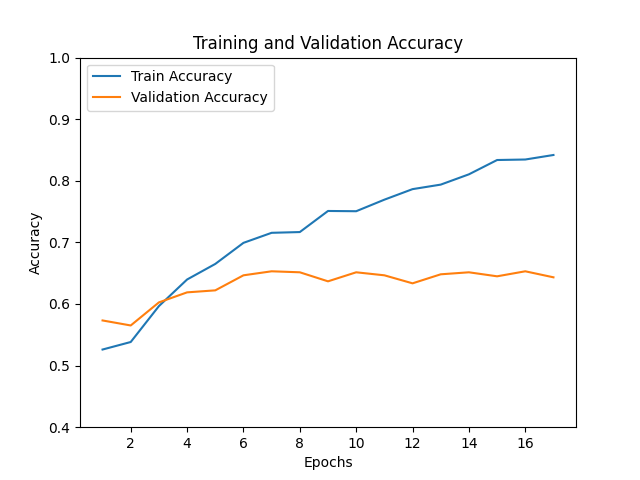 Training and Validation Accuracy
Train Accuracy
Validation Accuracy
1.0
0.9
0.8
0.7
0.6
0.5
0.4
Accuracy
2 4 6 8 10 12 14 16
Epochs